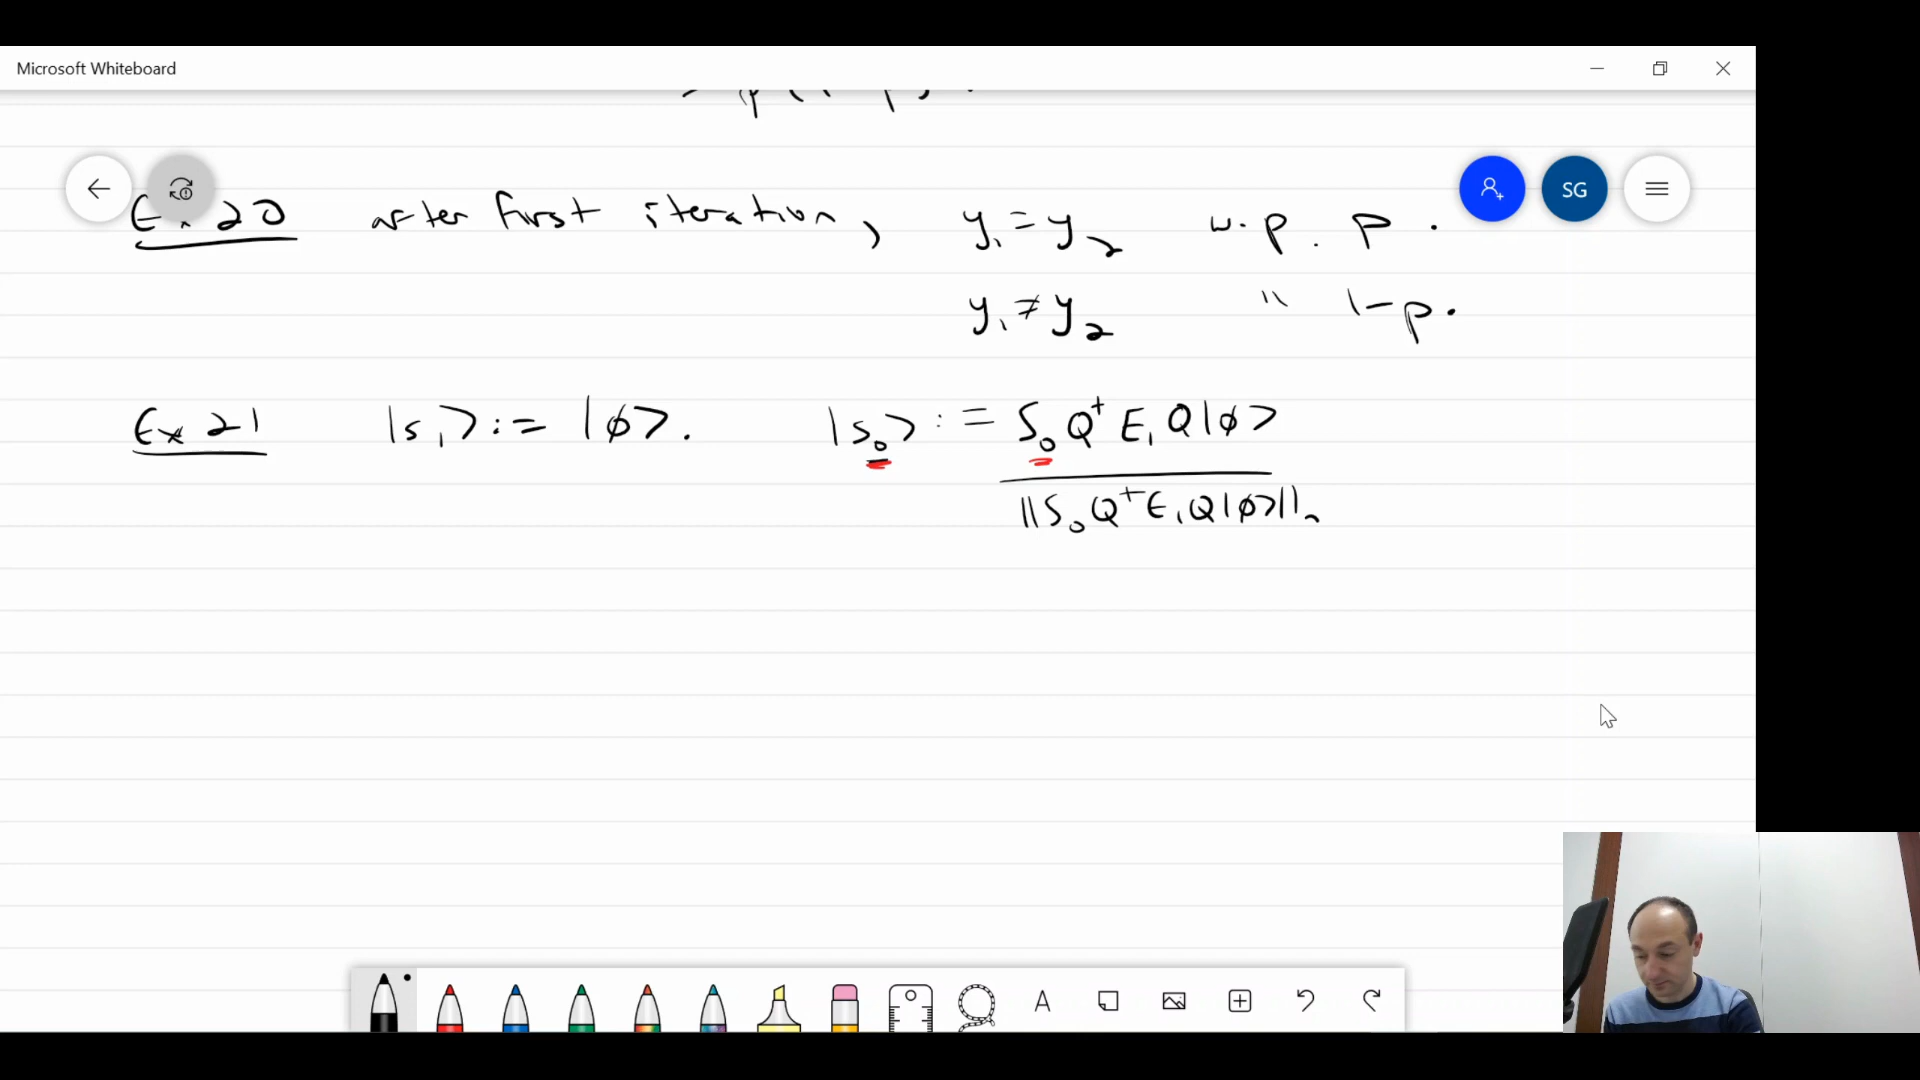 Microsoft Whiteboard
SG
Ex 20 after first iteration, y₁ = y₂ w.p. p.
y₁ ≠ y₂ " 1-p.
Ex 21 |s₁> := |ϕ>. |s₀> := S₀Q†E₁Q|ϕ>
||S₀Q†E₁Q|ϕ>||₂
A